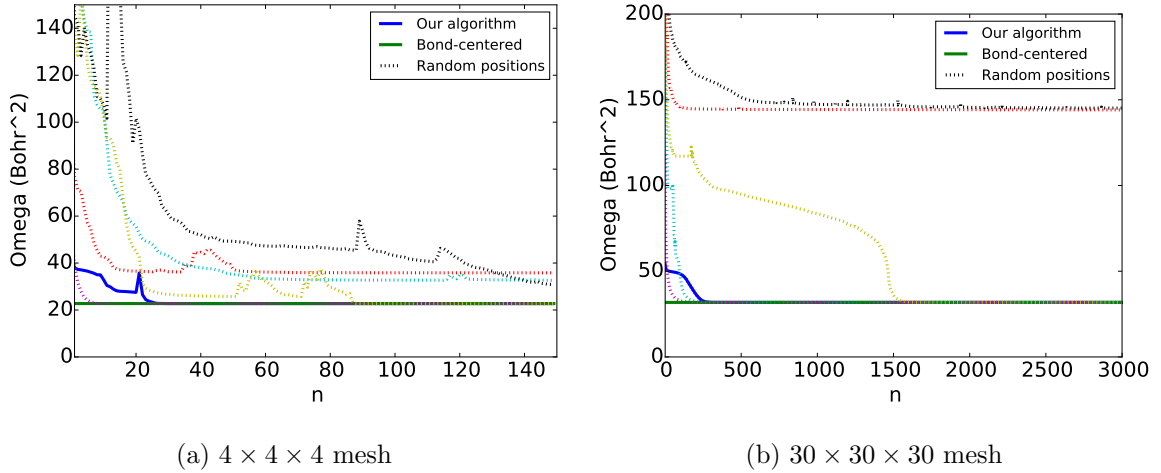 Omega (Bohr^2)
140
120
100
80
60
40
20
0
Our algorithm
Bond-centered
Random positions
20 40 60 80 100 120 140
n
(a) 4 × 4 × 4 mesh
Omega (Bohr^2)
200
150
100
50
0
Our algorithm
Bond-centered
Random positions
0 500 1000 1500 2000 2500 3000
n
(b) 30 × 30 × 30 mesh